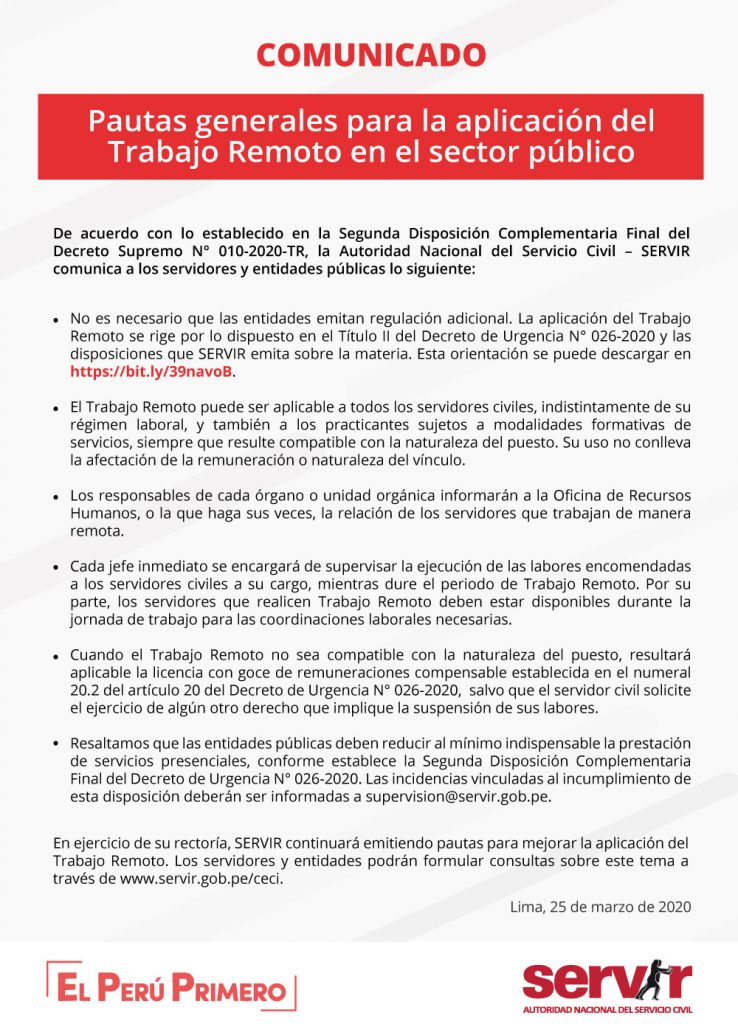 COMUNICADO
Pautas generales para la aplicación del
Trabajo Remoto en el sector público
De acuerdo con lo establecido en la Segunda Disposición Complementaria Final del
Decreto Supremo N° 010-2020-TR, la Autoridad Nacional del Servicio Civil – SERVIR
comunica a los servidores y entidades públicas lo siguiente:
• No es necesario que las entidades emitan regulación adicional. La aplicación del Trabajo
Remoto se rige por lo dispuesto en el Título II del Decreto de Urgencia N° 026-2020 y las
disposiciones que SERVIR emita sobre la materia. Esta orientación se puede descargar en
https://bit.ly/39navoB.
• El Trabajo Remoto puede ser aplicable a todos los servidores civiles, indistintamente de su
régimen laboral, y también a los practicantes sujetos a modalidades formativas de
servicios, siempre que resulte compatible con la naturaleza del puesto. Su uso no conlleva
la afectación de la remuneración o naturaleza del vínculo.
• Los responsables de cada órgano o unidad orgánica informarán a la Oficina de Recursos
Humanos, o la que haga sus veces, la relación de los servidores que trabajan de manera
remota.
• Cada jefe inmediato se encargará de supervisar la ejecución de las labores encomendadas
a los servidores civiles a su cargo, mientras dure el periodo de Trabajo Remoto. Por su
parte, los servidores que realicen Trabajo Remoto deben estar disponibles durante la
jornada de trabajo para las coordinaciones laborales necesarias.
• Cuando el Trabajo Remoto no sea compatible con la naturaleza del puesto, resultará
aplicable la licencia con goce de remuneraciones compensable establecida en el numeral
20.2 del artículo 20 del Decreto de Urgencia N° 026-2020, salvo que el servidor civil solicite
el ejercicio de algún otro derecho que implique la suspensión de sus labores.
• Resaltamos que las entidades públicas deben reducir al mínimo indispensable la prestación
de servicios presenciales, conforme establece la Segunda Disposición Complementaria
Final del Decreto de Urgencia N° 026-2020. Las incidencias vinculadas al incumplimiento de
esta disposición deberán ser informadas a supervision@servir.gob.pe.
En ejercicio de su rectoría, SERVIR continuará emitiendo pautas para mejorar la aplicación del
Trabajo Remoto. Los servidores y entidades podrán formular consultas sobre este tema a
través de www.servir.gob.pe/ceci.
Lima, 25 de marzo de 2020
EL PERÚ PRIMERO
servir
AUTORIDAD NACIONAL DEL SERVICIO CIVIL